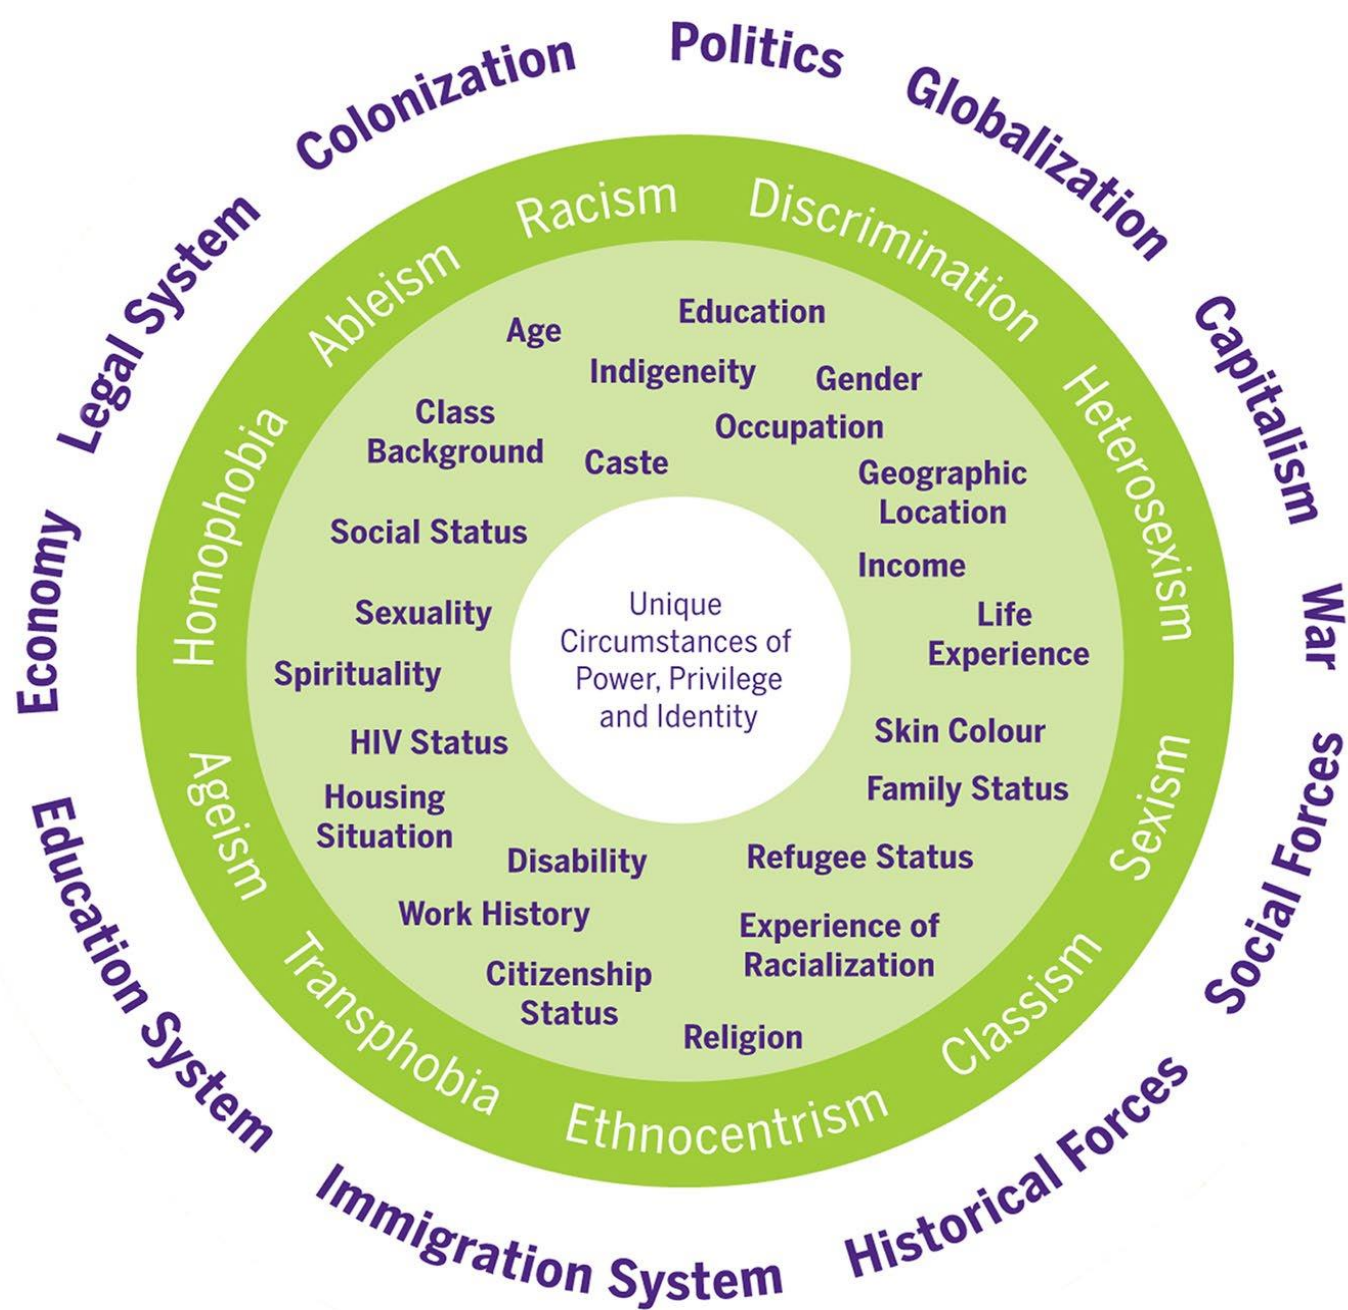 Politics
Globalization
Capitalism
War
Social Forces
Historical Forces
Immigration System
Education System
Economy
Legal System
Colonization
Racism
Discrimination
Heterosexism
Sexism
Classism
Ethnocentrism
Transphobia
Ageism
Homophobia
Ableism
Age
Education
Indigeneity
Gender
Class
Background
Occupation
Caste
Geographic
Location
Social Status
Income
Sexuality
Life
Experience
Spirituality
HIV Status
Skin Colour
Housing
Situation
Family Status
Disability
Refugee Status
Work History
Experience of
Racialization
Citizenship
Status
Religion
Unique
Circumstances of
Power, Privilege
and Identity